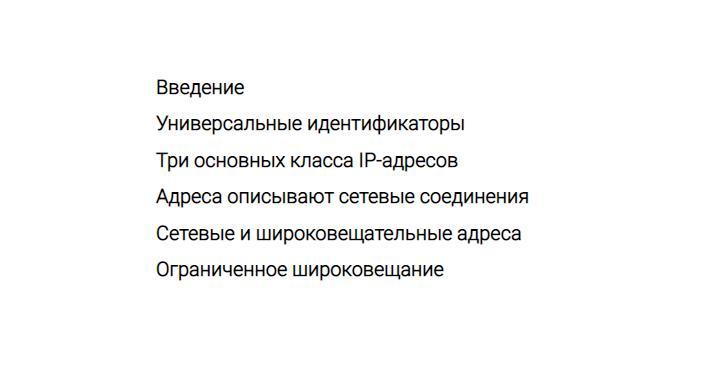 Введение
Универсальные идентификаторы
Три основных класса IP-адресов
Адреса описывают сетевые соединения
Сетевые и широковещательные адреса
Ограниченное широковещание